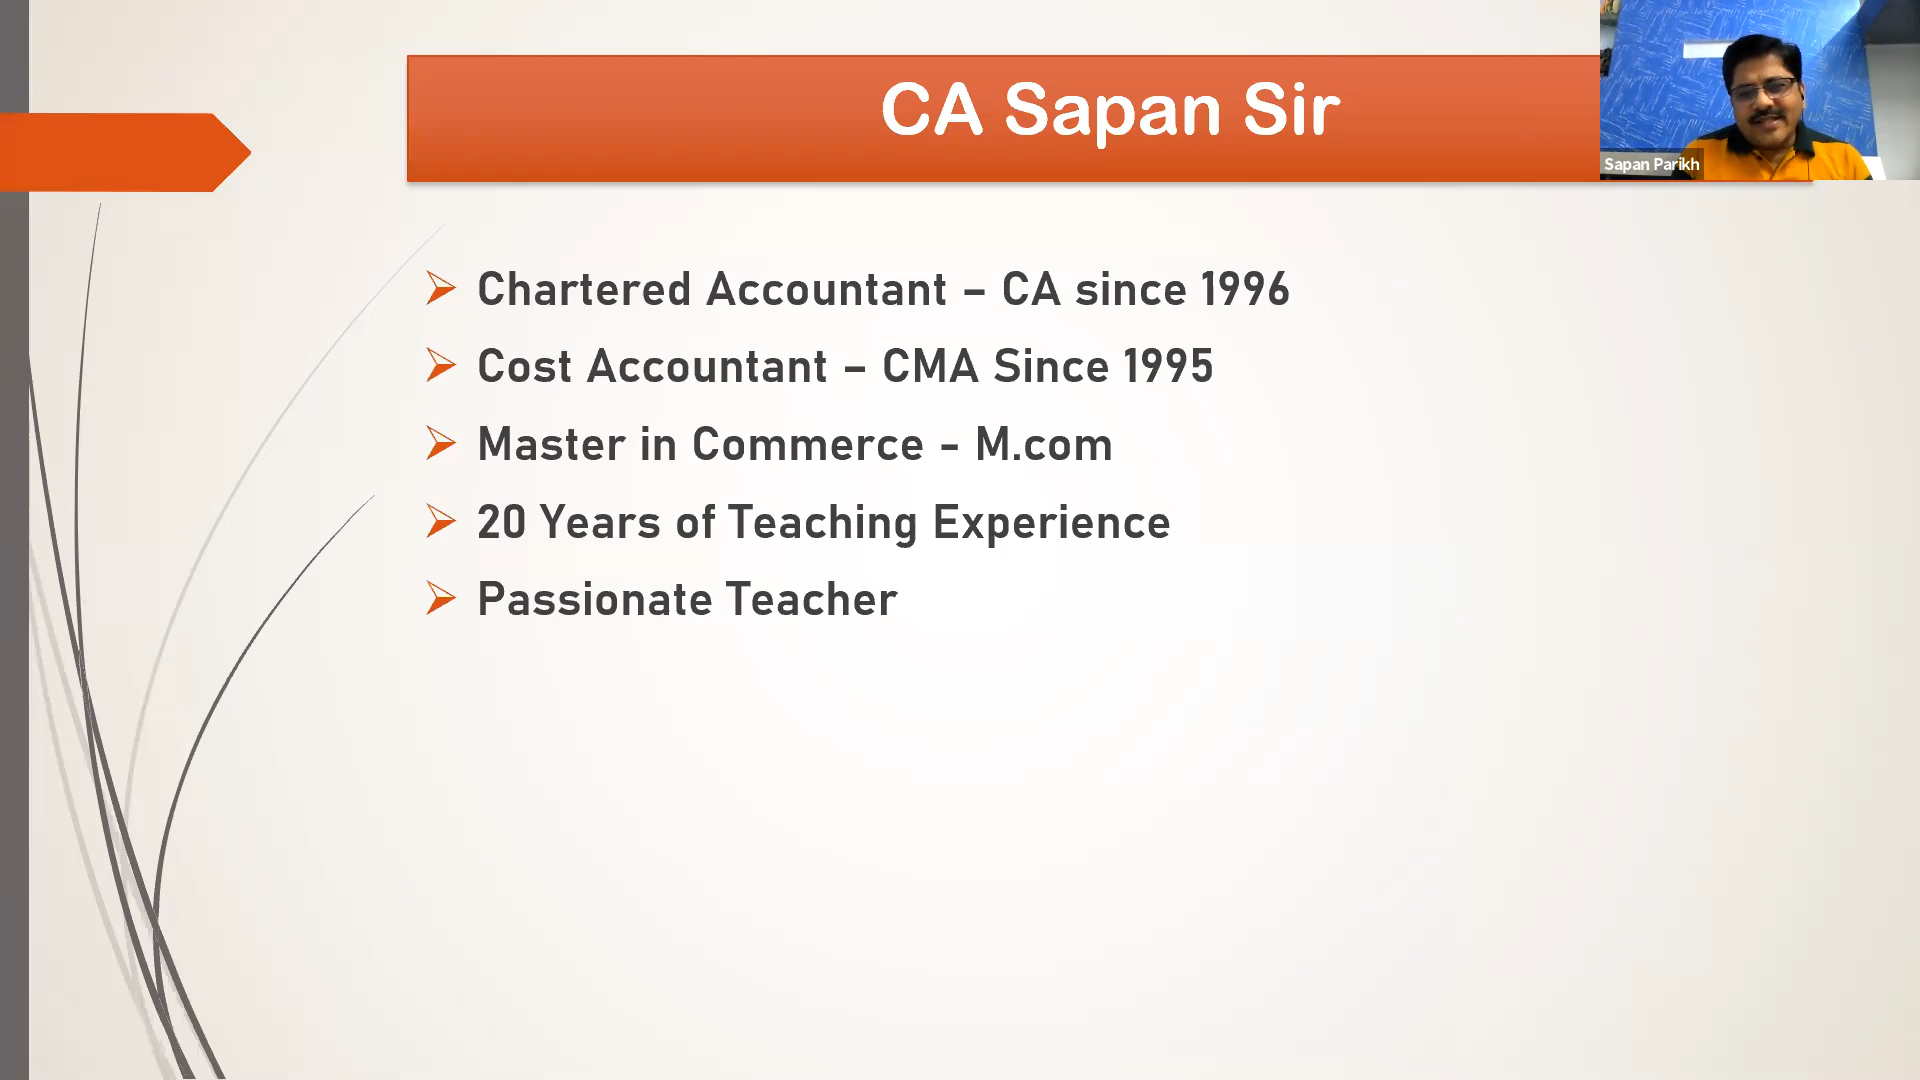 CA Sapan Sir
Sapan Parikh
Chartered Accountant – CA since 1996
Cost Accountant – CMA Since 1995
Master in Commerce - M.com
20 Years of Teaching Experience
Passionate Teacher